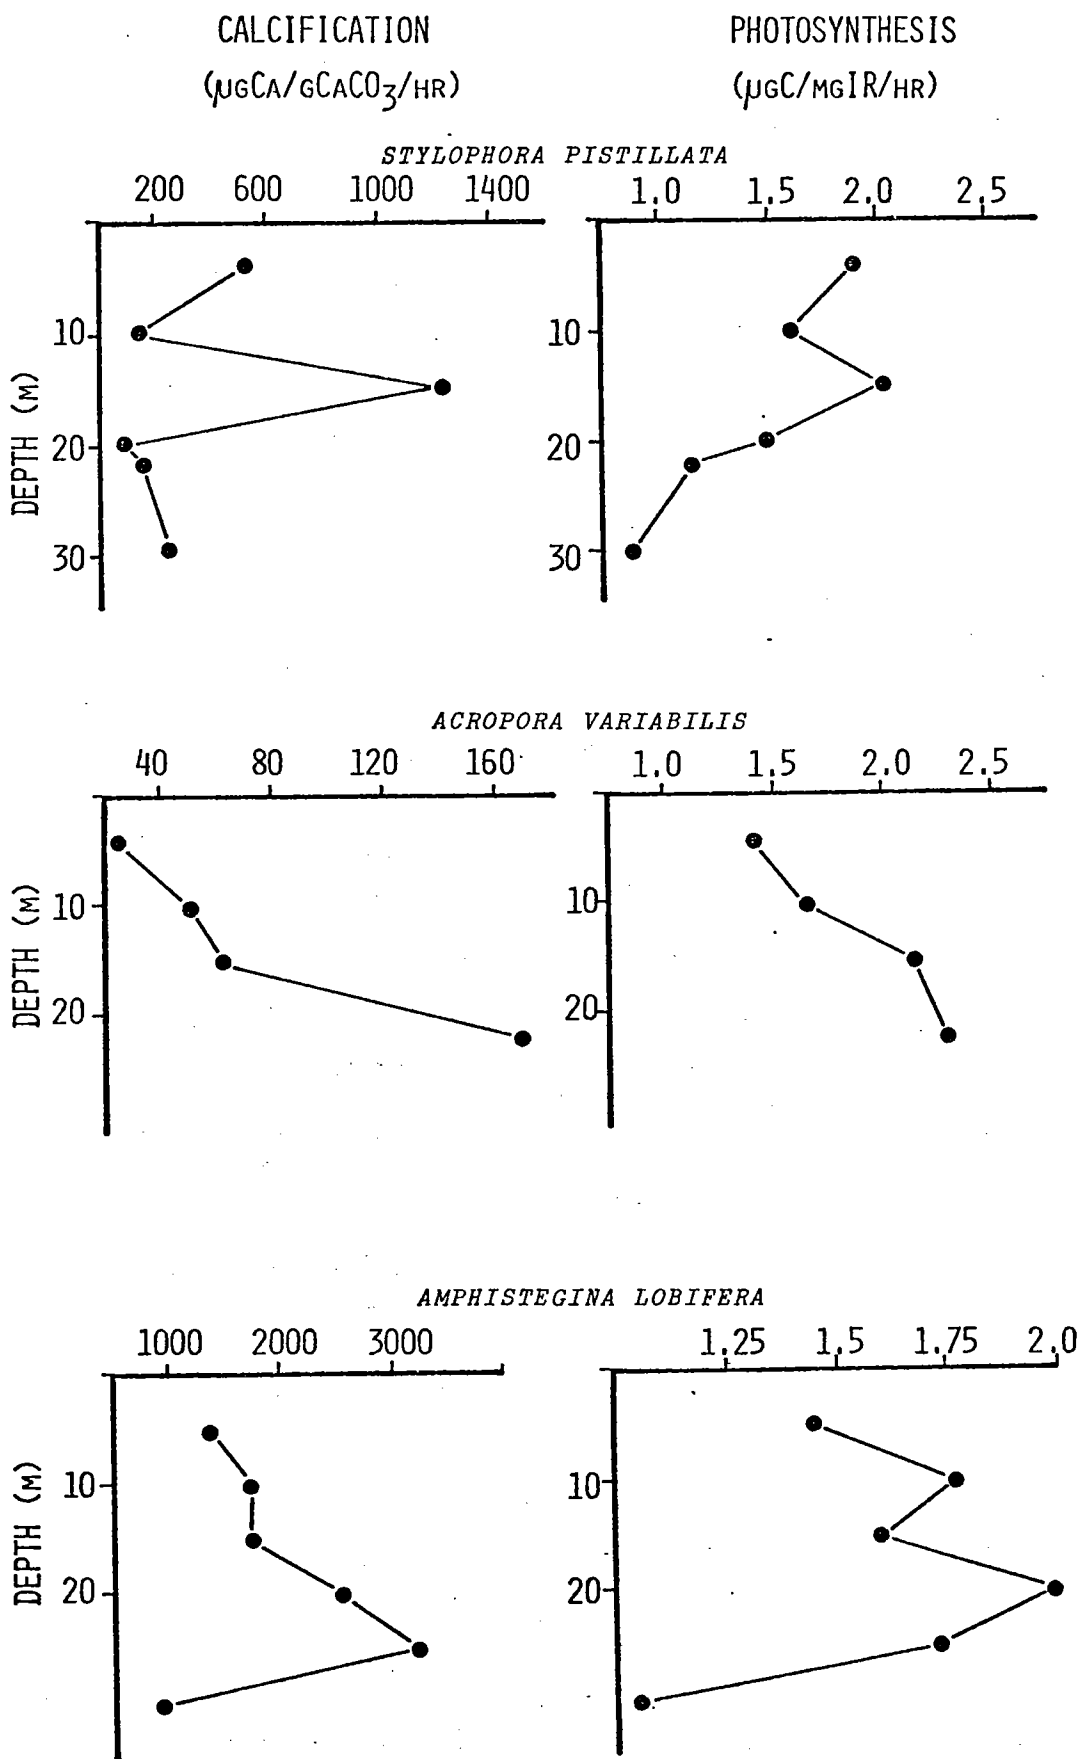 CALCIFICATION PHOTOSYNTHESIS
(µGCA/GCACO3/HR) (µGC/MGIR/HR)
STYLOPHORA PISTILLATA
200 600 1000 1400 1.0 1.5 2.0 2.5
10 10
20 20
30 30
DEPTH (M)
ACROPORA VARIABILIS
40 80 120 160 1.0 1.5 2.0 2.5
10 10
20 20
DEPTH (M)
AMPHISTEGINA LOBIFERA
1000 2000 3000 1.25 1.5 1.75 2.0
10 10
20 20
DEPTH (M)